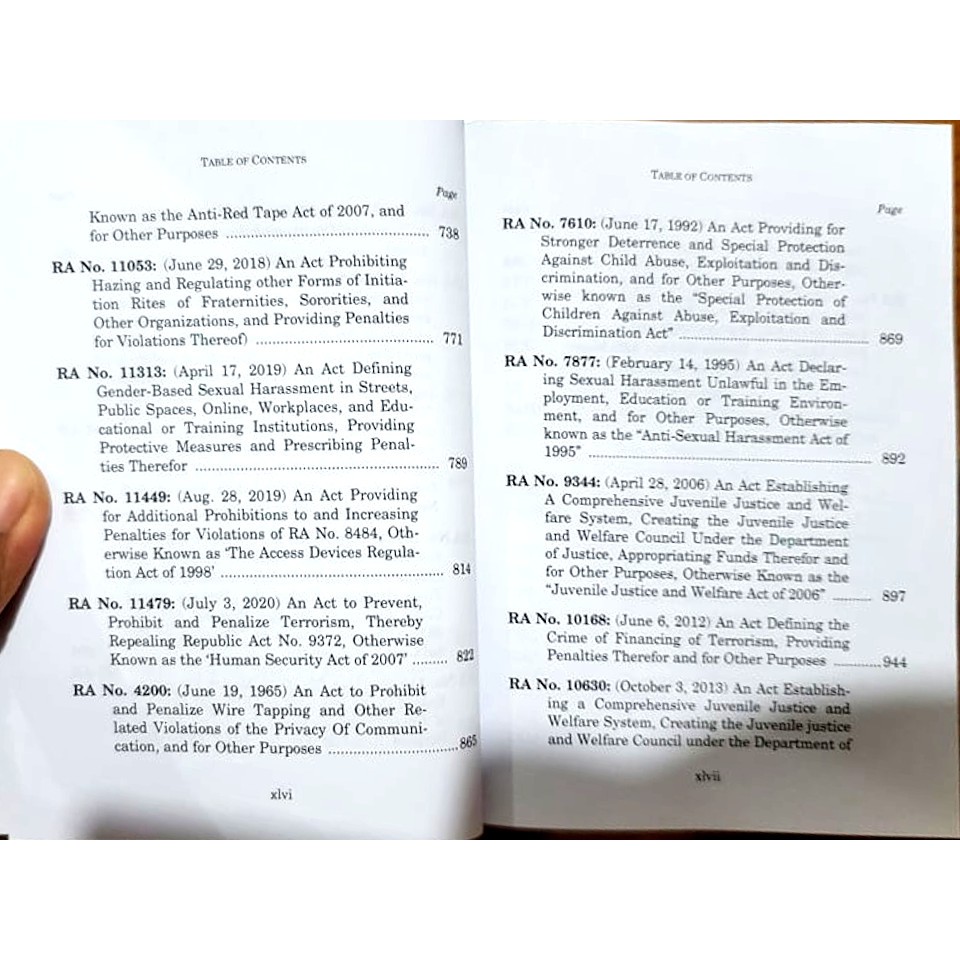 TABLE OF CONTENTS
Page
Known as the Anti-Red Tape Act of 2007, and
for Other Purposes ........................................ 738
RA No. 11053: (June 29, 2018) An Act Prohibiting
Hazing and Regulating other Forms of Initia-
tion Rites of Fraternities, Sororities, and
Other Organizations, and Providing Penalties
for Violations Thereof) .................................. 771
RA No. 11313: (April 17, 2019) An Act Defining
Gender-Based Sexual Harassment in Streets,
Public Spaces, Online, Workplaces, and Edu-
cational or Training Institutions, Providing
Protective Measures and Prescribing Penal-
ties Therefor ................................................ 789
RA No. 11449: (Aug. 28, 2019) An Act Providing
for Additional Prohibitions to and Increasing
Penalties for Violations of RA No. 8484, Oth-
erwise Known as 'The Access Devices Regula-
tion Act of 1998' ........................................... 814
RA No. 11479: (July 3, 2020) An Act to Prevent,
Prohibit and Penalize Terrorism, Thereby
Repealing Republic Act No. 9372, Otherwise
Known as the 'Human Security Act of 2007' ........ 822
RA No. 4200: (June 19, 1965) An Act to Prohibit
and Penalize Wire Tapping and Other Re-
lated Violations of the Privacy Of Communi-
cation, and for Other Purposes ......................... 865
xlvi
TABLE OF CONTENTS
Page
RA No. 7610: (June 17, 1992) An Act Providing for
Stronger Deterrence and Special Protection
Against Child Abuse, Exploitation and Dis-
crimination, and for Other Purposes, Other-
wise known as the "Special Protection of
Children Against Abuse, Exploitation and
Discrimination Act" ...................................... 869
RA No. 7877: (February 14, 1995) An Act Declar-
ing Sexual Harassment Unlawful in the Em-
ployment, Education or Training Environ-
ment, and for Other Purposes, Otherwise
known as the "Anti-Sexual Harassment Act of
1995" ........................................................ 892
RA No. 9344: (April 28, 2006) An Act Establishing
A Comprehensive Juvenile Justice and Wel-
fare System, Creating the Juvenile Justice
and Welfare Council Under the Department
of Justice, Appropriating Funds Therefor and
for Other Purposes, Otherwise Known as the
"Juvenile Justice and Welfare Act of 2006" ......... 897
RA No. 10168: (June 6, 2012) An Act Defining the
Crime of Financing of Terrorism, Providing
Penalties Therefor and for Other Purposes ........... 944
RA No. 10630: (October 3, 2013) An Act Establish-
ing a Comprehensive Juvenile Justice and
Welfare System, Creating the Juvenile justice
and Welfare Council under the Department of
xlvii